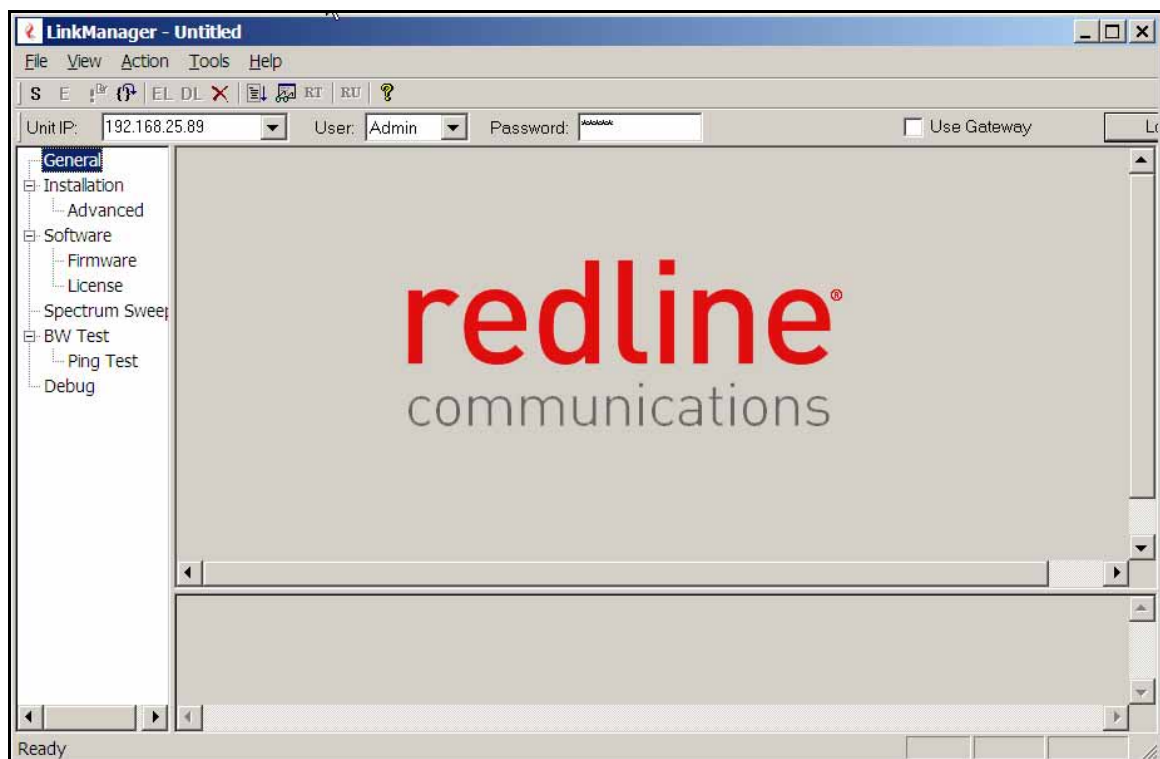 LinkManager - Untitled
File View Action Tools Help
S E EL DL RT RU ?
Unit IP: 192.168.25.89 User: Admin Password: ****** Use Gateway Lo
General
Installation
Advanced
Software
Firmware
License
Spectrum Sweep
BW Test
Ping Test
Debug
redline®
communications
Ready